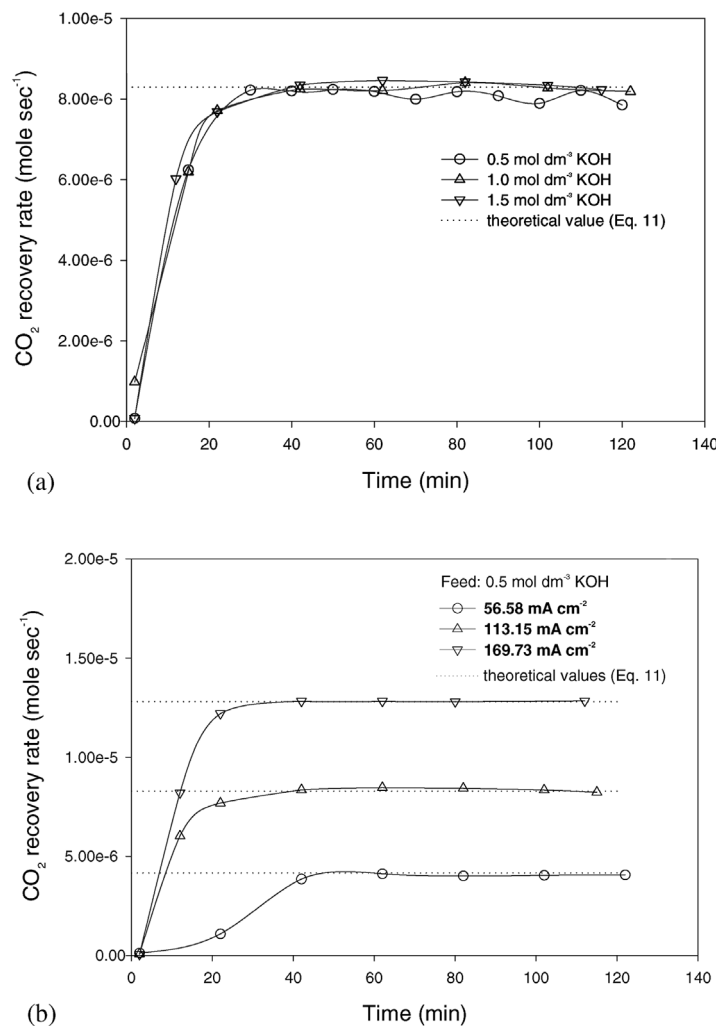 1.00e-5
8.00e-6
6.00e-6
4.00e-6
2.00e-6
0.00
CO₂ recovery rate (mole sec⁻¹)
0.5 mol dm⁻³ KOH
1.0 mol dm⁻³ KOH
1.5 mol dm⁻³ KOH
theoretical value (Eq. 11)
0 20 40 60 80 100 120 140
Time (min)
(a)
2.00e-5
1.50e-5
1.00e-5
5.00e-6
0.00
CO₂ recovery rate (mole sec⁻¹)
Feed: 0.5 mol dm⁻³ KOH
56.58 mA cm⁻²
113.15 mA cm⁻²
169.73 mA cm⁻²
theoretical values (Eq. 11)
0 20 40 60 80 100 120 140
Time (min)
(b)